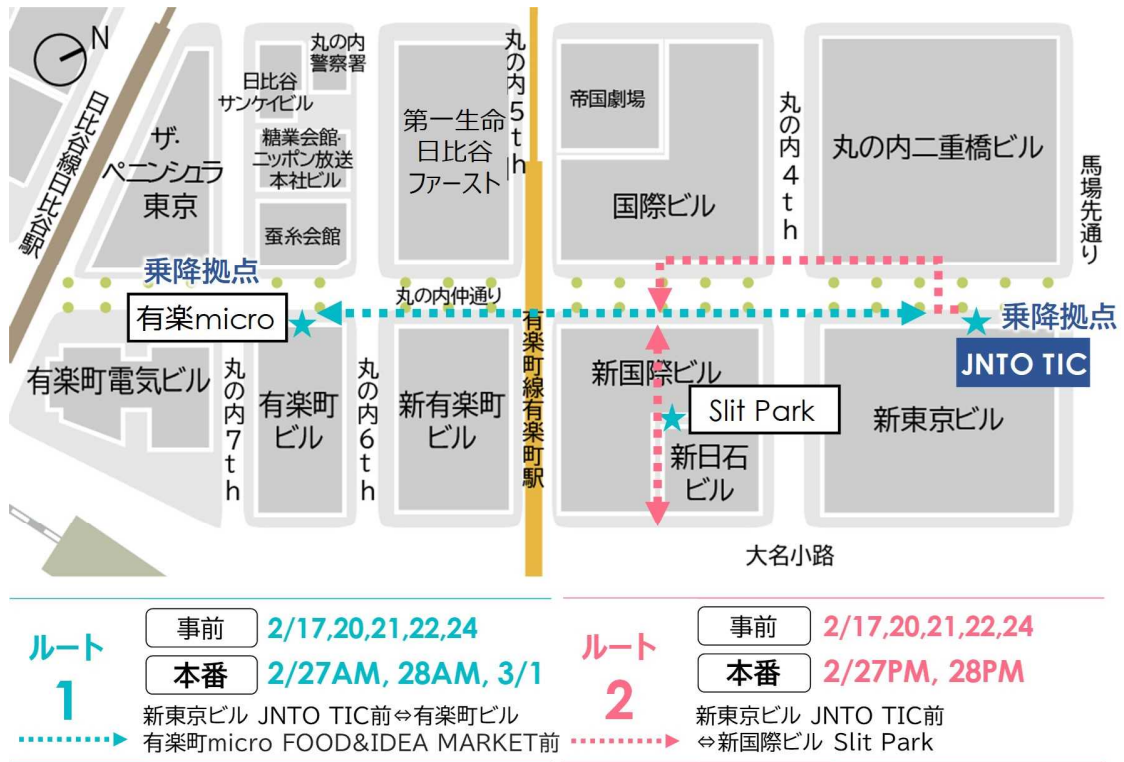 N
日比谷線日比谷駅
ザ・
ペニンシュラ
東京
丸の内
警察署
日比谷
サンケイビル
糖業会館・
ニッポン放送
本社ビル
蚕糸会館
第一生命
日比谷
ファースト
丸の内5th
帝国劇場
国際ビル
丸の内4th
丸の内二重橋ビル
馬場先通り
乗降拠点
有楽micro
丸の内仲通り
乗降拠点
JNTO TIC
有楽町電気ビル
丸の内7th
有楽町
ビル
丸の内6th
新有楽町
ビル
有楽町線有楽町駅
新国際ビル
Slit Park
新日石
ビル
新東京ビル
大名小路
ルート
1
事前
2/17,20,21,22,24
本番
2/27AM, 28AM, 3/1
新東京ビル JNTO TIC前⇔有楽町ビル
有楽町micro FOOD&IDEA MARKET前
ルート
2
事前
2/17,20,21,22,24
本番
2/27PM, 28PM
新東京ビル JNTO TIC前
⇔新国際ビル Slit Park